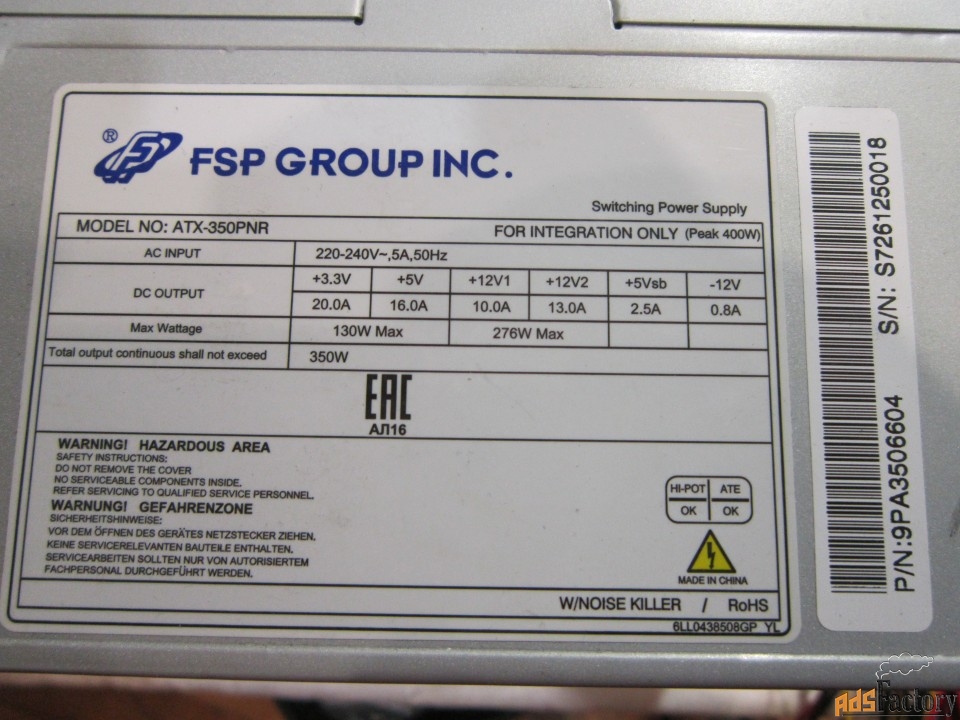 ® FSP GROUP INC.
Switching Power Supply
MODEL NO: ATX-350PNR
FOR INTEGRATION ONLY (Peak 400W)
AC INPUT 220-240V~,5A,50Hz
DC OUTPUT
+3.3V +5V +12V1 +12V2 +5Vsb -12V
20.0A 16.0A 10.0A 13.0A 2.5A 0.8A
Max Wattage 130W Max 276W Max
Total output continuous shall not exceed 350W
EAC
АЛ16
WARNING! HAZARDOUS AREA
SAFETY INSTRUCTIONS:
DO NOT REMOVE THE COVER
NO SERVICEABLE COMPONENTS INSIDE.
REFER SERVICING TO QUALIFIED SERVICE PERSONNEL.
WARNUNG! GEFAHRENZONE
SICHERHEITSHINWEISE:
VOR DEM ÖFFNEN DES GERÄTES NETZSTECKER ZIEHEN.
KEINE SERVICERELEVANTEN BAUTEILE ENTHALTEN.
SERVICEARBEITEN SOLLTEN NUR VON AUTORISIERTEM
FACHPERSONAL DURCHGEFÜHRT WERDEN.
HI-POT ATE
OK OK
MADE IN CHINA
W/NOISE KILLER / RoHS
6LL0438508GP YL
P/N:9PA3506604 S/N: S7261250018
AdsFactory